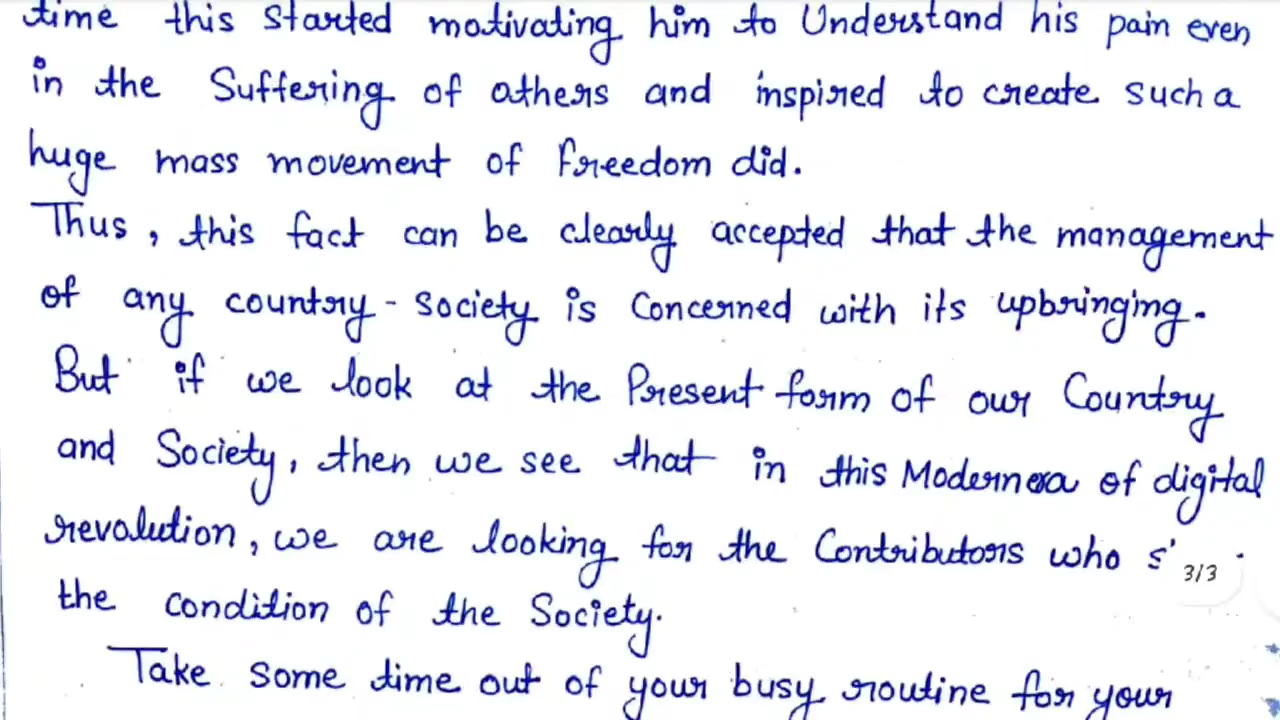 time this started motivating him to Understand his pain even
in the Suffering of others and inspired to create such a
huge mass movement of freedom did.
Thus, this fact can be clearly accepted that the management
of any country - society is Concerned with its upbringing.
But if we look at the Present form of our Country
and Society, then we see that in this Modern era of digital
revolution, we are looking for the Contributors who
3/3
the condition of the Society.
Take some time out of your busy routine for your